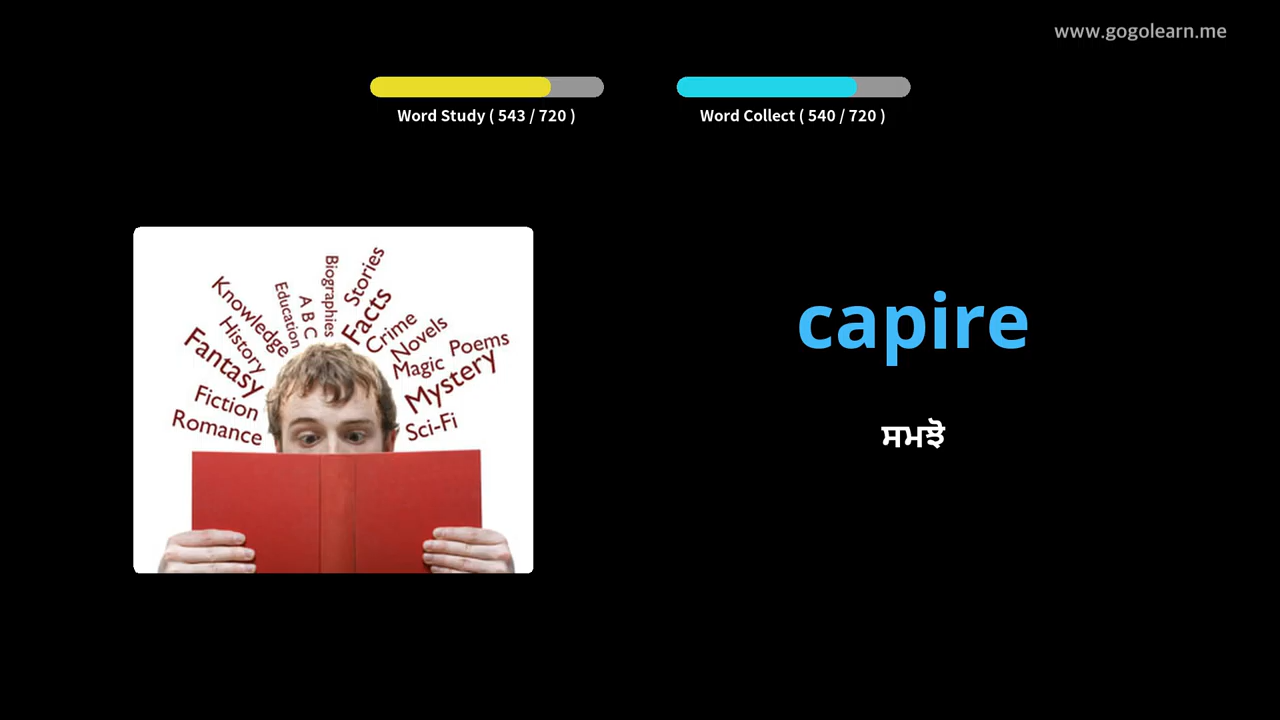 www.gogolearn.me
Word Study ( 543 / 720 )
Word Collect ( 540 / 720 )
Biographies
Stories
Knowledge
Education
A B C
Facts
History
Crime
Novels
Fantasy
Magic
Poems
Mystery
Fiction
Romance
Sci-Fi
capire
ਸਮਝੋ